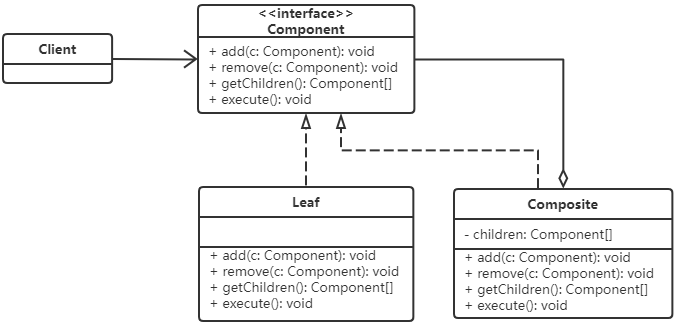 Client
<<interface>>
Component
+ add(c: Component): void
+ remove(c: Component): void
+ getChildren(): Component[]
+ execute(): void
Leaf
+ add(c: Component): void
+ remove(c: Component): void
+ getChildren(): Component[]
+ execute(): void
Composite
- children: Component[]
+ add(c: Component): void
+ remove(c: Component): void
+ getChildren(): Component[]
+ execute(): void